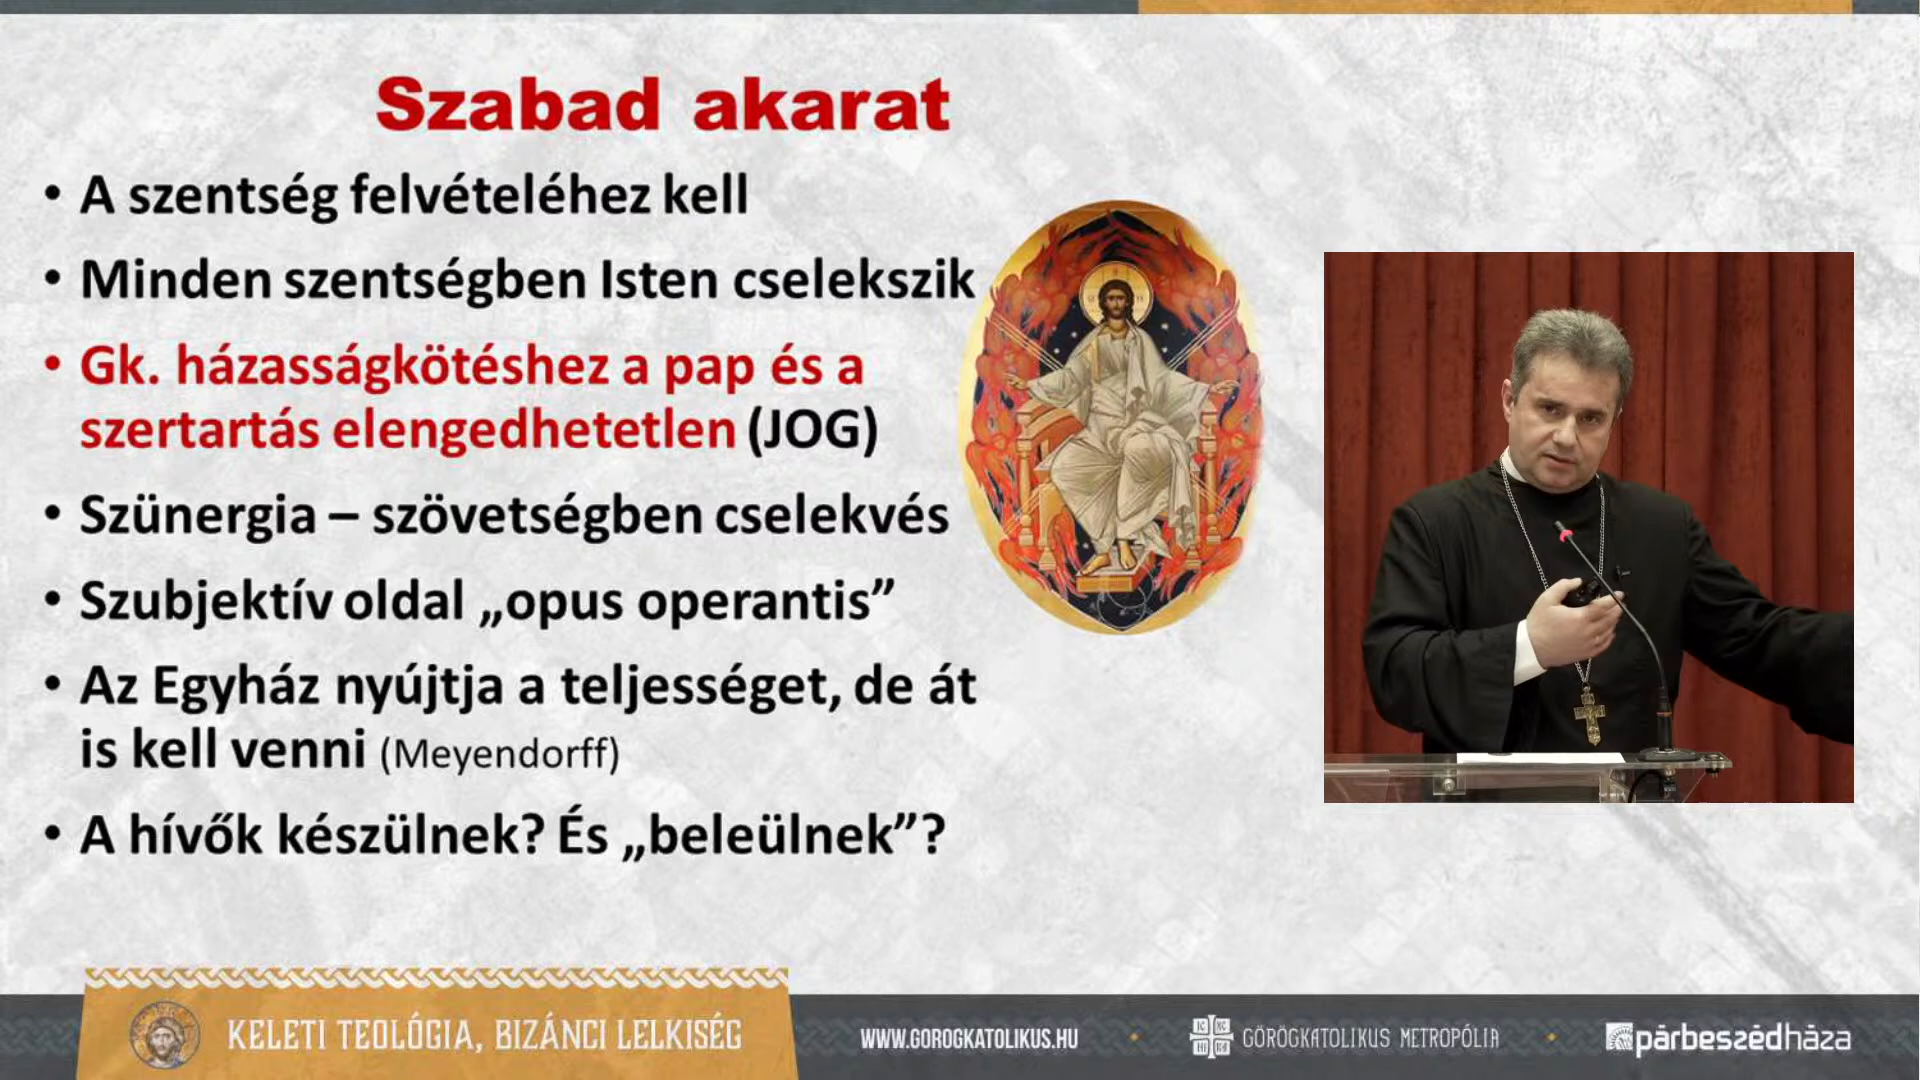 Szabad akarat
• A szentség felvételéhez kell
• Minden szentségben Isten cselekszik
• Gk. házasságkötéshez a pap és a
szertartás elengedhetetlen (JOG)
• Szünergia – szövetségben cselekvés
• Szubjektív oldal „opus operantis”
• Az Egyház nyújtja a teljességet, de át
is kell venni (Meyendorff)
• A hívők készülnek? És „beleülnek”?
KELETI TEOLÓGIA, BIZÁNCI LELKISÉG
WWW.GOROGKATOLIKUS.HU
GÖRÖGKATOLIKUS METROPÓLIA
párbeszédháza